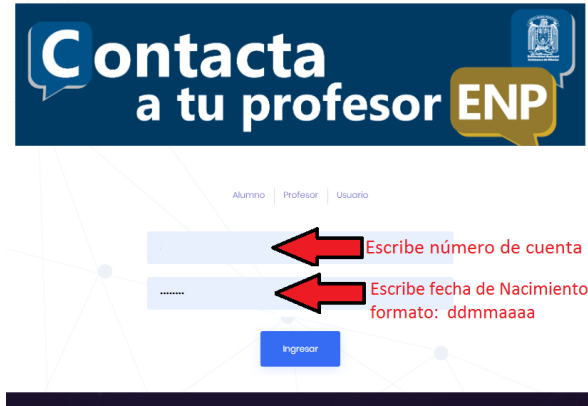 Contacta
a tu profesor ENP
Alumno Profesor Usuario
Escribe número de cuenta
........
Escribe fecha de Nacimiento
formato: ddmmaaaa
Ingresar